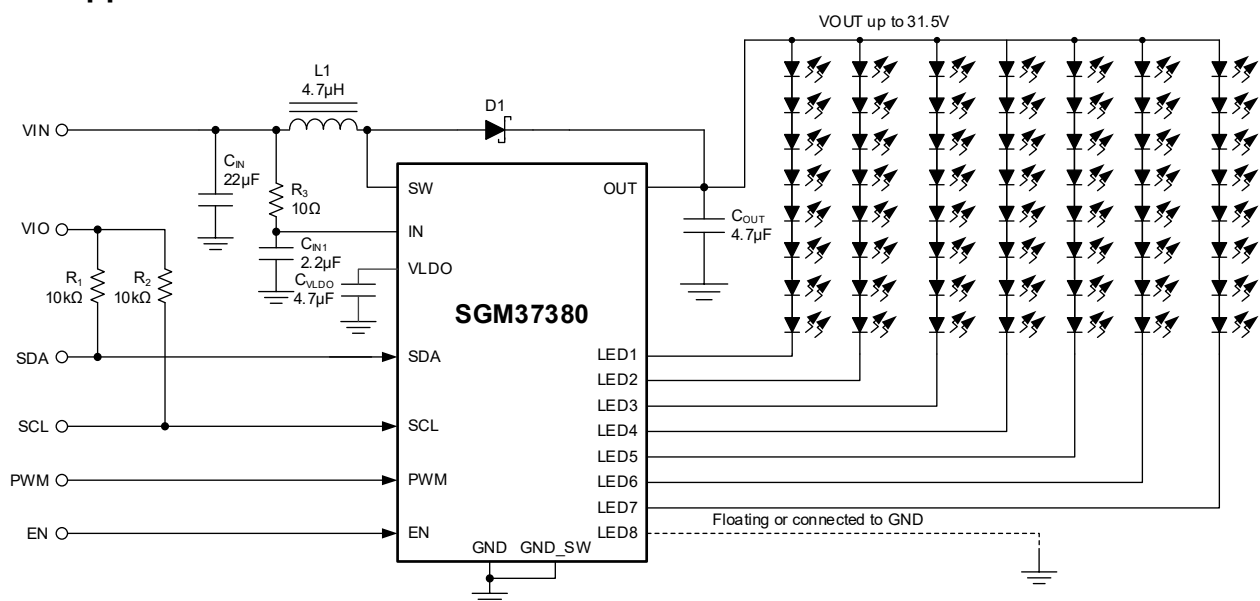 VOUT up to 31.5V
L1
4.7µH
D1
VIN
CIN
22µF
R3
10Ω
SW
OUT
COUT
4.7µF
VIO
IN
CIN1
2.2µF
VLDO
CVLDO
4.7µF
R1
10kΩ
R2
10kΩ
SGM37380
SDA
SDA
LED1
LED2
LED3
SCL
SCL
LED4
LED5
PWM
PWM
LED6
LED7
EN
EN
LED8
Floating or connected to GND
GND
GND_SW